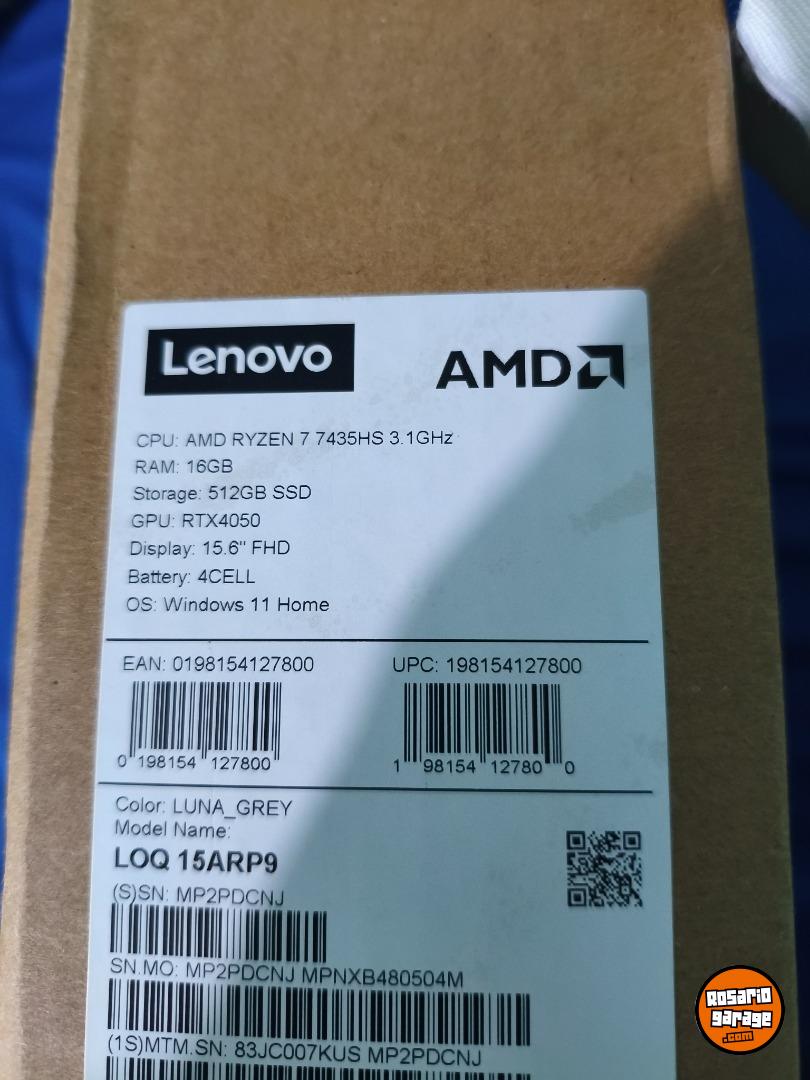 Lenovo
AMD
CPU: AMD RYZEN 7 7435HS 3.1GHz
RAM: 16GB
Storage: 512GB SSD
GPU: RTX4050
Display: 15.6" FHD
Battery: 4CELL
OS: Windows 11 Home
EAN: 0198154127800
UPC: 198154127800
0 198154 127800
1 98154 12780 0
Color: LUNA_GREY
Model Name:
LOQ 15ARP9
(S)SN: MP2PDCNJ
SN.MO: MP2PDCNJ MPNXB480504M
(1S)MTM.SN: 83JC007KUS MP2PDCNJ
Rosario
garage
.com